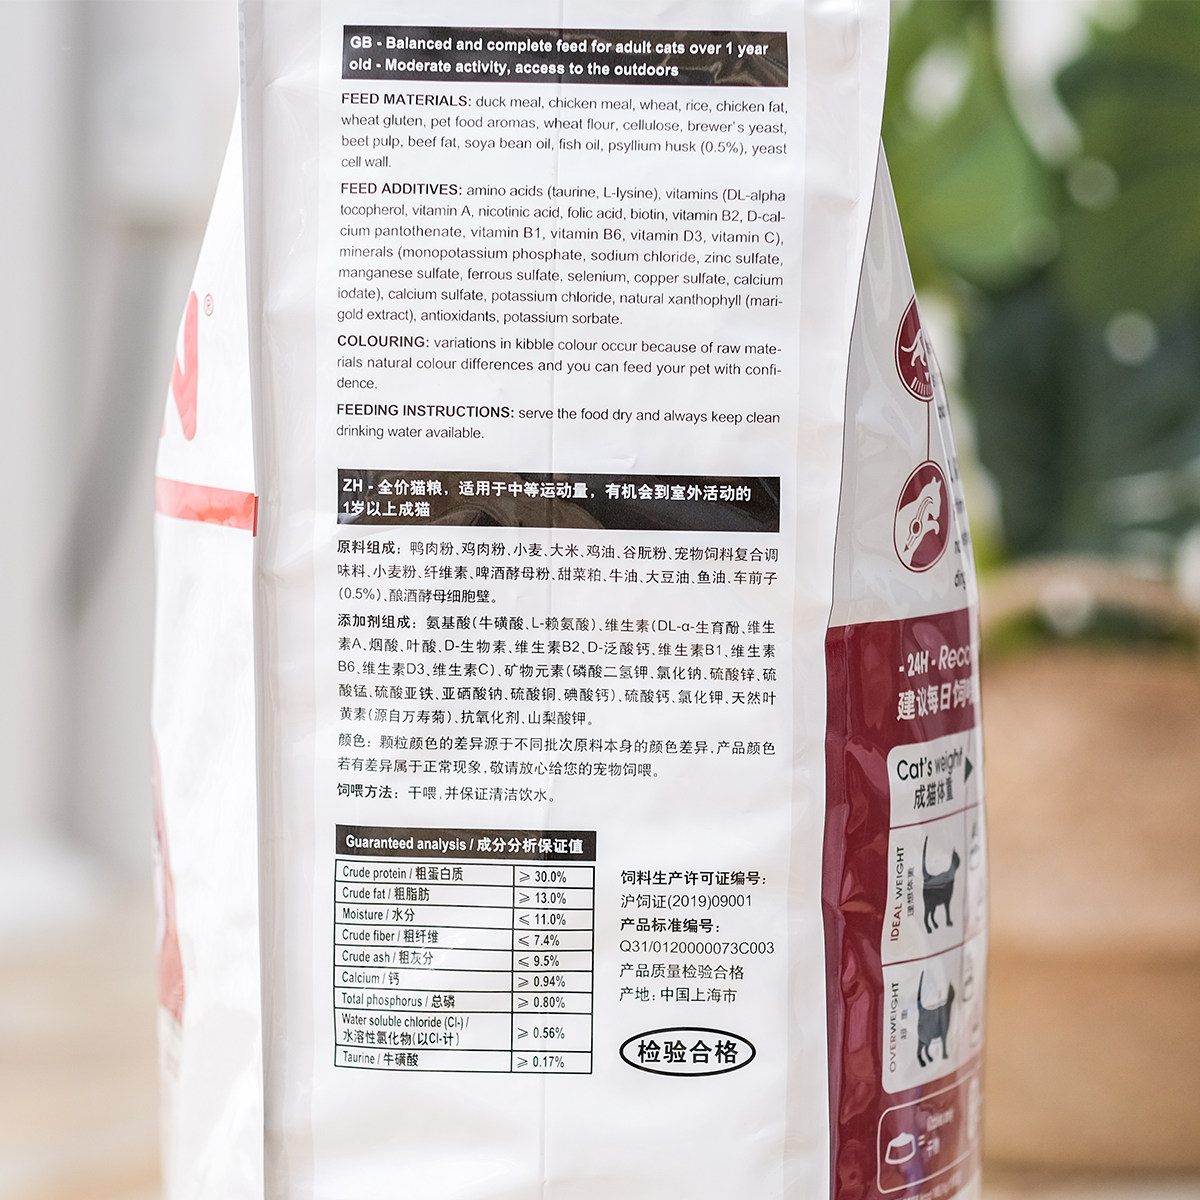 GB - Balanced and complete feed for adult cats over 1 year
old - Moderate activity, access to the outdoors
FEED MATERIALS: duck meal, chicken meal, wheat, rice, chicken fat,
wheat gluten, pet food aromas, wheat flour, cellulose, brewer's yeast,
beet pulp, beef fat, soya bean oil, fish oil, psyllium husk (0.5%), yeast
cell wall.
FEED ADDITIVES: amino acids (taurine, L-lysine), vitamins (DL-alpha
tocopherol, vitamin A, nicotinic acid, folic acid, biotin, vitamin B2, D-cal-
cium pantothenate, vitamin B1, vitamin B6, vitamin D3, vitamin C),
minerals (monopotassium phosphate, sodium chloride, zinc sulfate,
manganese sulfate, ferrous sulfate, selenium, copper sulfate, calcium
iodate), calcium sulfate, potassium chloride, natural xanthophyll (mari-
gold extract), antioxidants, potassium sorbate.
COLOURING: variations in kibble colour occur because of raw mate-
rials natural colour differences and you can feed your pet with confi-
dence.
FEEDING INSTRUCTIONS: serve the food dry and always keep clean
drinking water available.
ZH - 全价猫粮，适用于中等运动量，有机会到室外活动的
1岁以上成猫
原料组成：鸭肉粉、鸡肉粉、小麦、大米、鸡油、谷朊粉、宠物饲料复合调
味料、小麦粉、纤维素、啤酒酵母粉、甜菜粕、牛油、大豆油、鱼油、车前子
(0.5%)、酿酒酵母细胞壁。
添加剂组成：氨基酸(牛磺酸、L-赖氨酸)、维生素(DL-α-生育酚、维生
素A、烟酸、叶酸、D-生物素、维生素B2、D-泛酸钙、维生素B1、维生素
B6、维生素D3、维生素C)、矿物元素(磷酸二氢钾、氯化钠、硫酸锌、硫
酸锰、硫酸亚铁、亚硒酸钠、硫酸铜、碘酸钙)、硫酸钙、氯化钾、天然叶
黄素(源自万寿菊)、抗氧化剂、山梨酸钾。
颜色：颗粒颜色的差异源于不同批次原料本身的颜色差异,产品颜色
若有差异属于正常现象,敬请放心给您的宠物饲喂。
饲喂方法：干喂,并保证清洁饮水。
Guaranteed analysis / 成分分析保证值
Crude protein / 粗蛋白质 ⩾ 30.0%
Crude fat / 粗脂肪 ⩾ 13.0%
Moisture / 水分 ⩽ 11.0%
Crude fiber / 粗纤维 ⩽ 7.4%
Crude ash / 粗灰分 ⩽ 9.5%
Calcium / 钙 ⩾ 0.94%
Total phosphorus / 总磷 ⩾ 0.80%
Water soluble chloride (Cl-) /
水溶性氯化物(以Cl-计) ⩾ 0.56%
Taurine / 牛磺酸 ⩾ 0.17%
饲料生产许可证编号：
沪饲证(2019)09001
产品标准编号：
Q31/0120000073C003
产品质量检验合格
产地：中国上海市
检验合格
- 24H - Reco
建议每日饲
Cat's weight
成猫体重
IDEAL WEIGHT
理想体重
OVERWEIGHT
超重